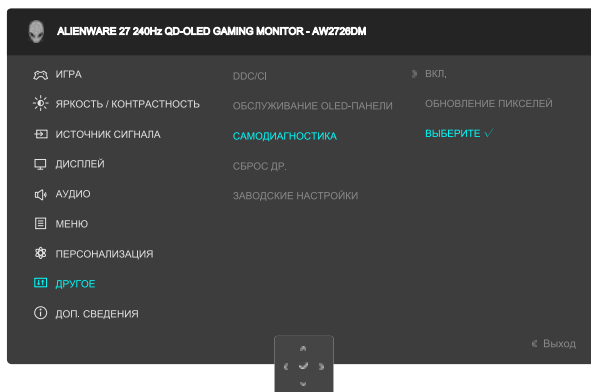 ALIENWARE 27 240Hz QD-OLED GAMING MONITOR - AW2726DM
ИГРА DDC/CI ВКЛ,
ЯРКОСТЬ / КОНТРАСТНОСТЬ ОБСЛУЖИВАНИЕ OLED-ПАНЕЛИ ОБНОВЛЕНИЕ ПИКСЕЛЕЙ
ИСТОЧНИК СИГНАЛА САМОДИАГНОСТИКА ВЫБЕРИТЕ ✓
ДИСПЛЕЙ СБРОС ДР.
АУДИО ЗАВОДСКИЕ НАСТРОЙКИ
МЕНЮ
ПЕРСОНАЛИЗАЦИЯ
ДРУГОЕ
ДОП. СВЕДЕНИЯ
Выход